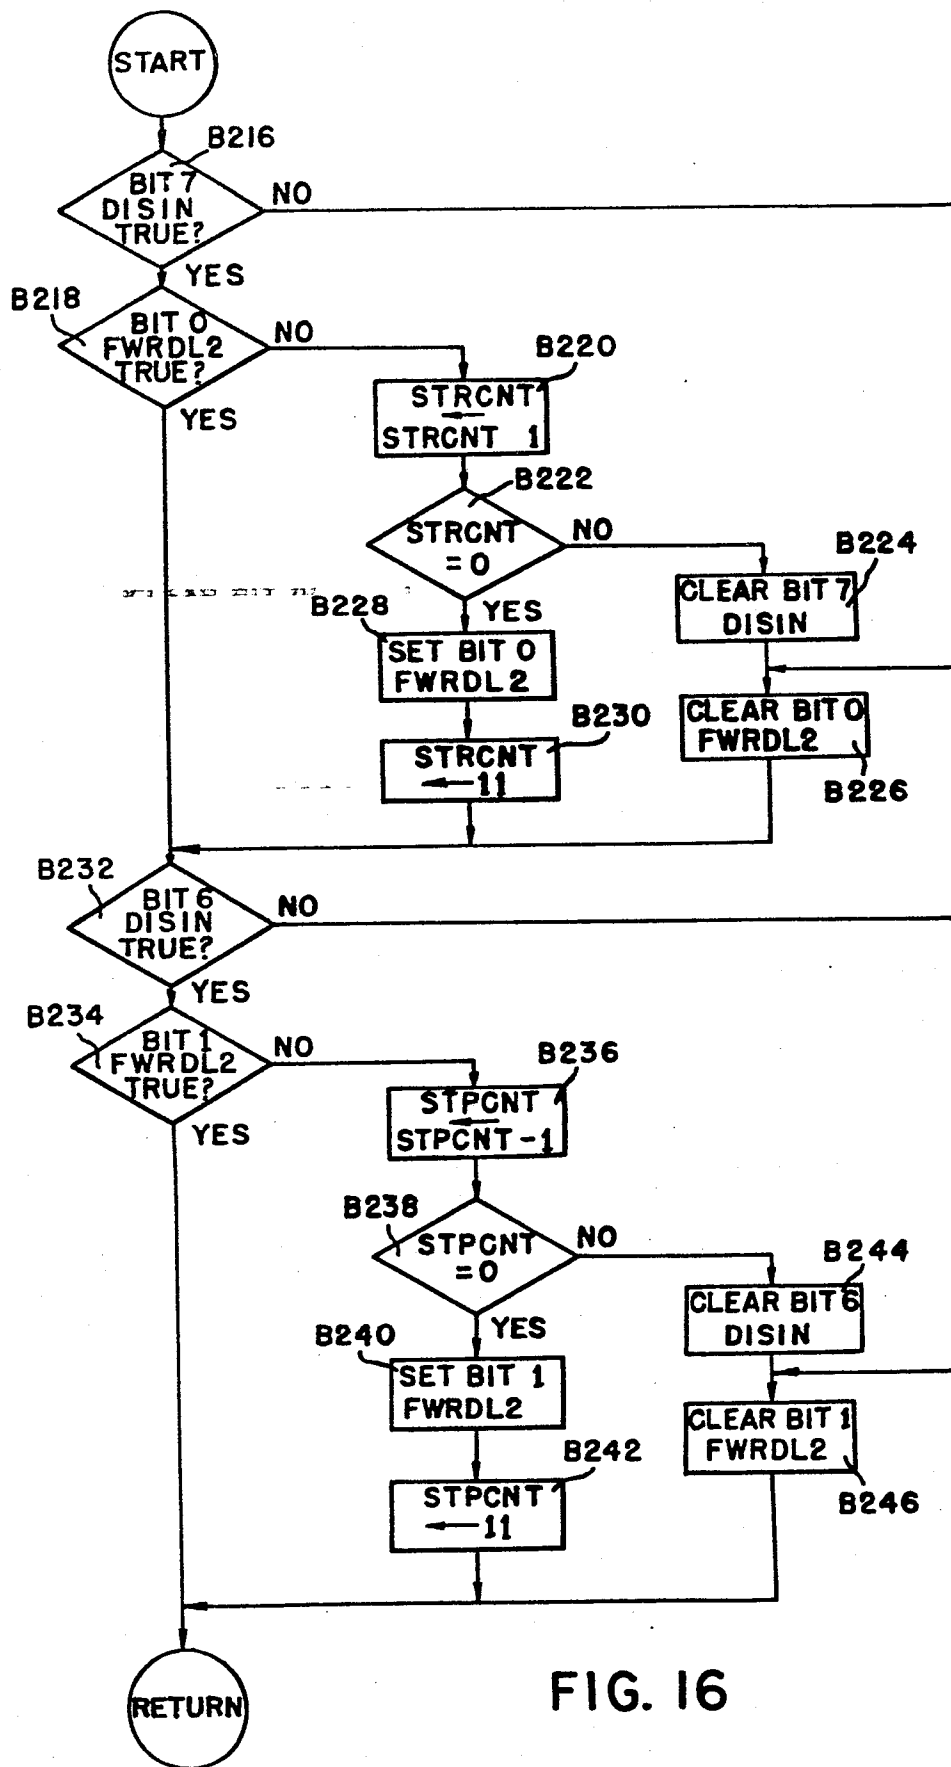 START
B216
BIT 7
DISIN
TRUE?
NO
YES
B218
BIT 0
FWRDL2
TRUE?
NO
YES
B220
STRCNT
←
STRCNT 1
B222
STRCNT
=0
NO
YES
B224
CLEAR BIT 7
DISIN
B228
SET BIT 0
FWRDL2
CLEAR BIT 0
FWRDL2
B226
B230
STRCNT
←11
B232
BIT 6
DISIN
TRUE?
NO
YES
B234
BIT 1
FWRDL2
TRUE?
NO
YES
B236
STPCNT
←
STPCNT-1
B238
STPCNT
=0
NO
YES
B244
CLEAR BIT 6
DISIN
B240
SET BIT 1
FWRDL2
CLEAR BIT 1
FWRDL2
B246
B242
STPCNT
←11
RETURN
FIG. 16